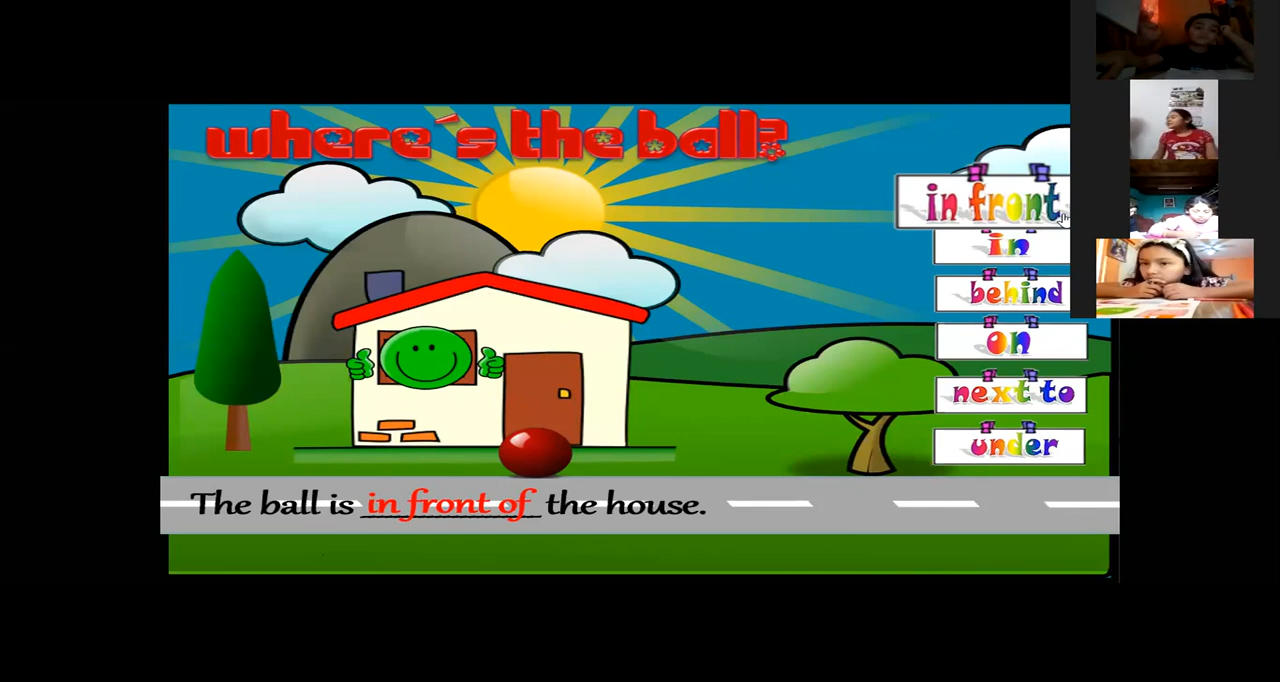 where´s the ball?
in front
in
behind
on
next to
under
The ball is in front of the house.